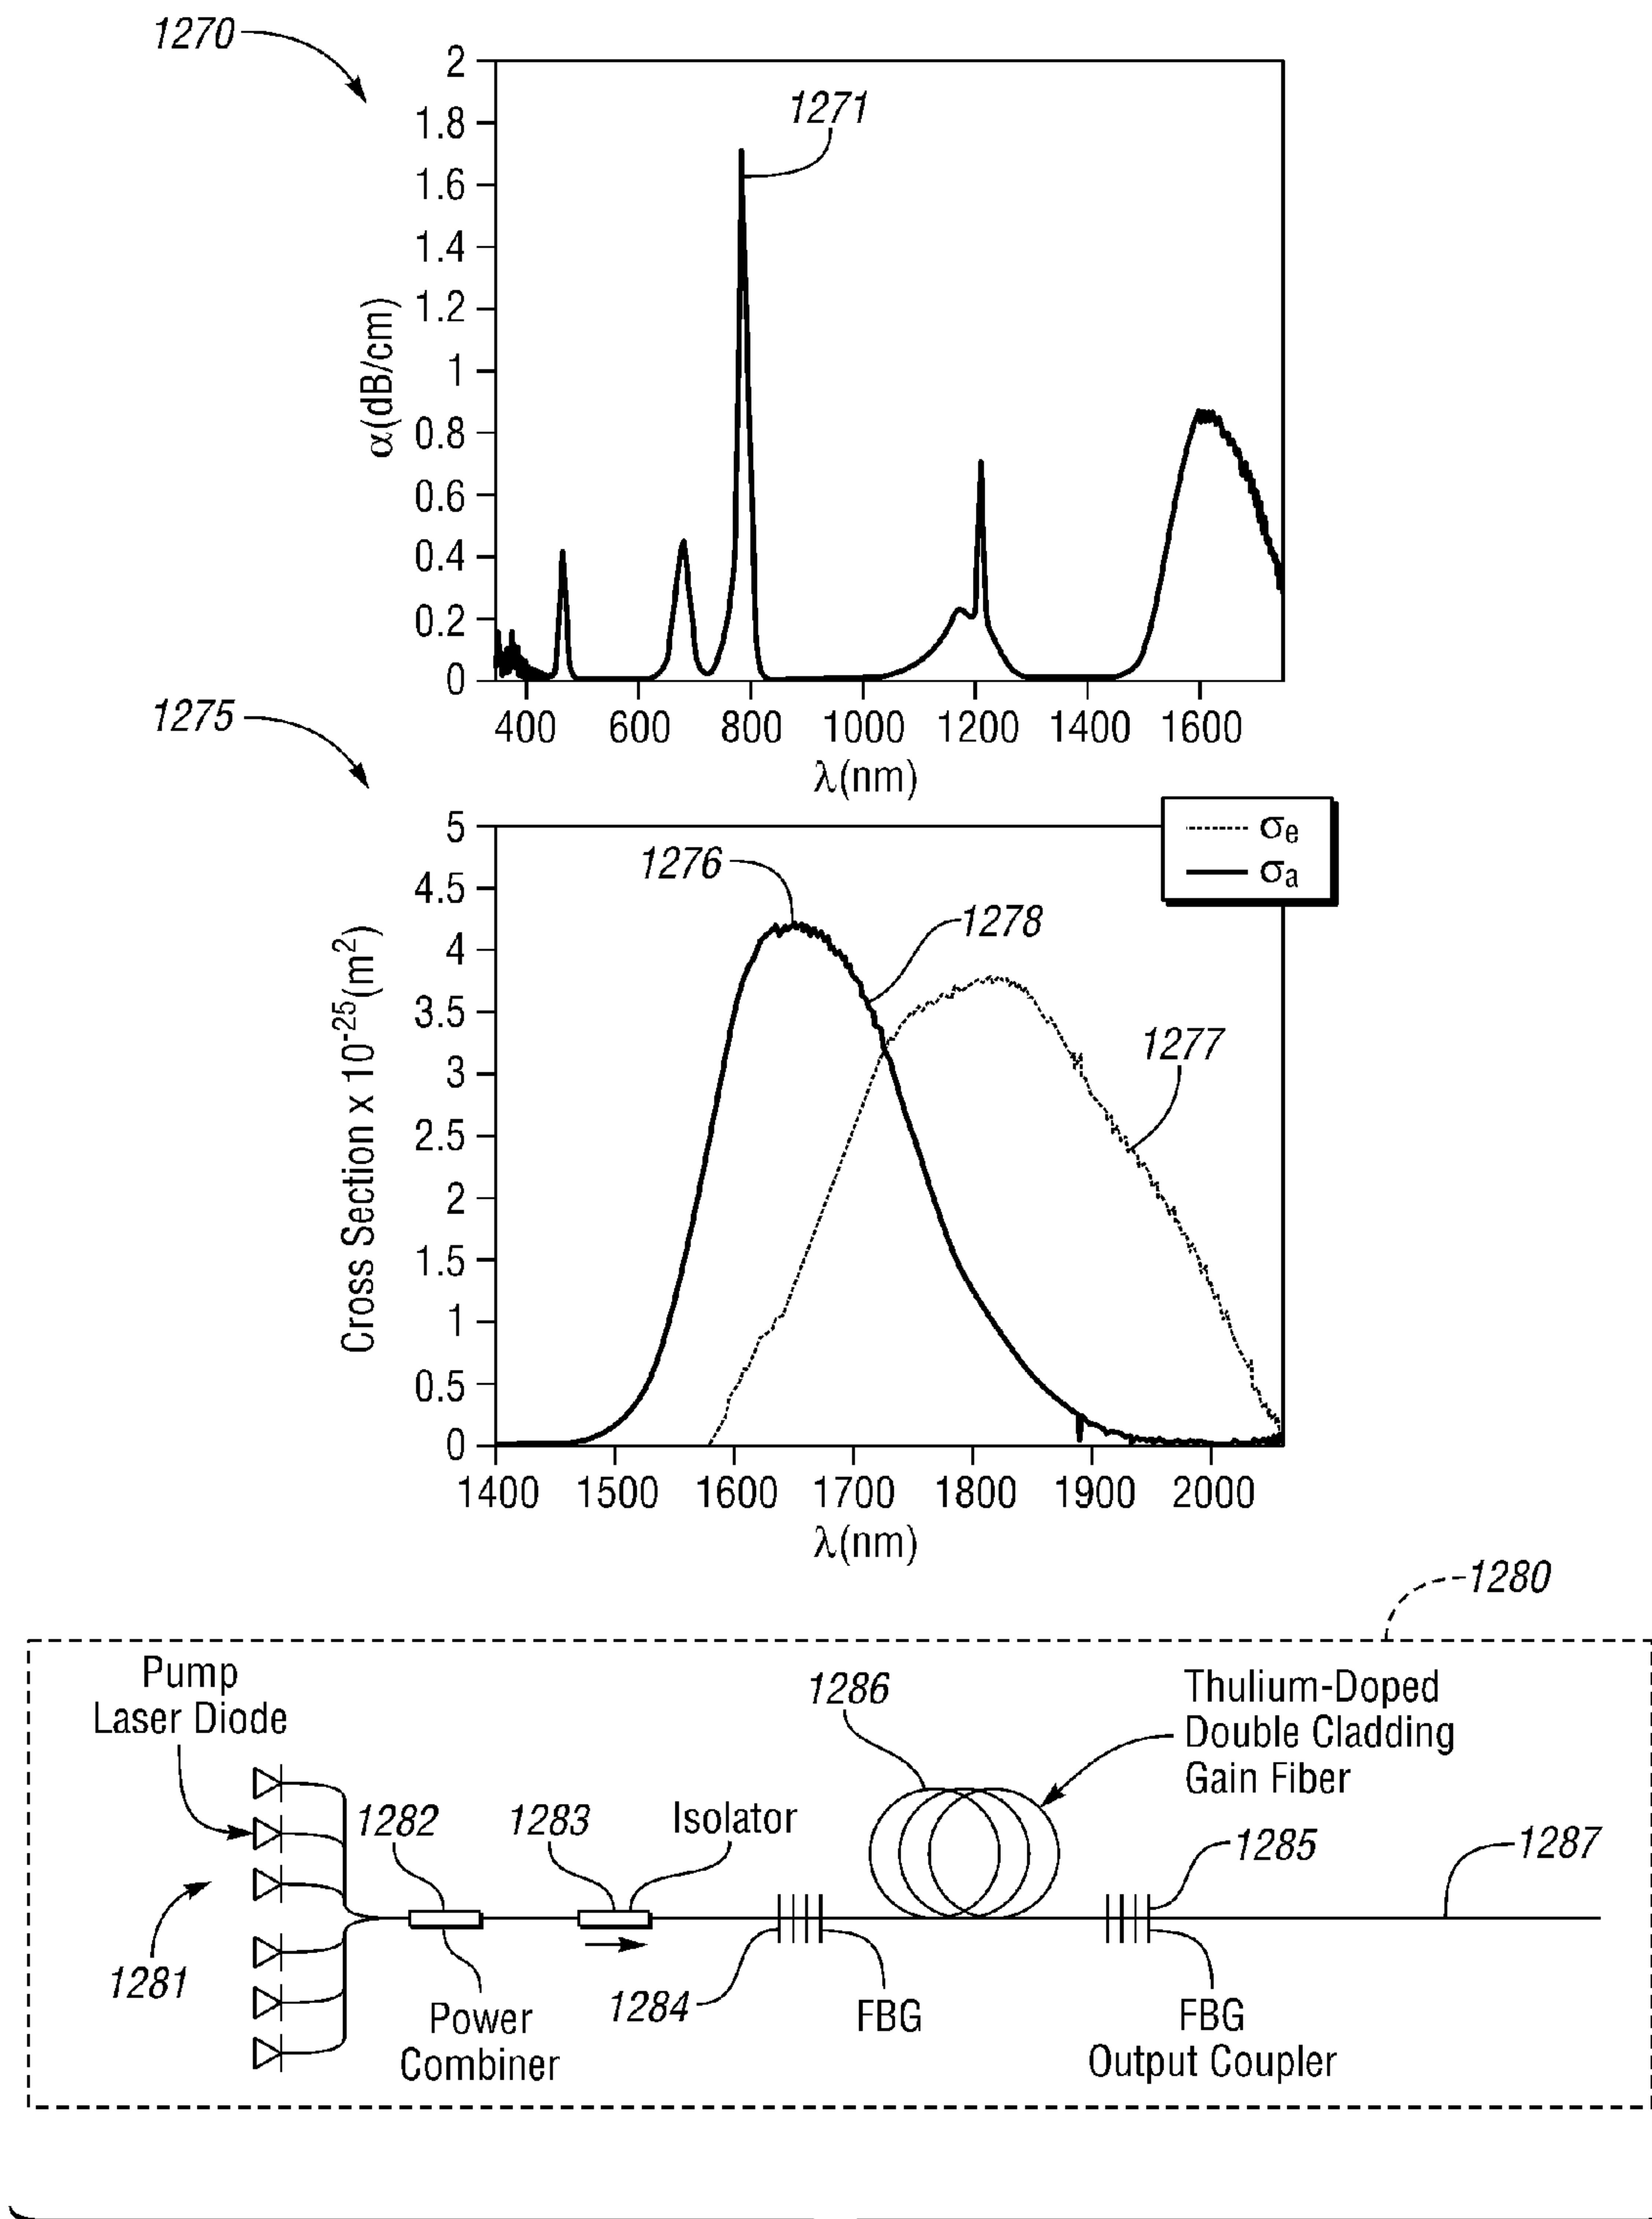 1270
2
1.8
1.6
1.4
1.2
1
0.8
0.6
0.4
0.2
0
α(dB/cm)
1271
400 600 800 1000 1200 1400 1600
λ(nm)
1275
5
4.5
4
3.5
3
2.5
2
1.5
1
0.5
0
Cross Section x 10-25(m2)
σe
σa
1276
1278
1277
1400 1500 1600 1700 1800 1900 2000
λ(nm)
1280
Pump
Laser Diode
1281
1282
Power
Combiner
1283
Isolator
1284
FBG
1286
Thulium-Doped
Double Cladding
Gain Fiber
1285
FBG
Output Coupler
1287